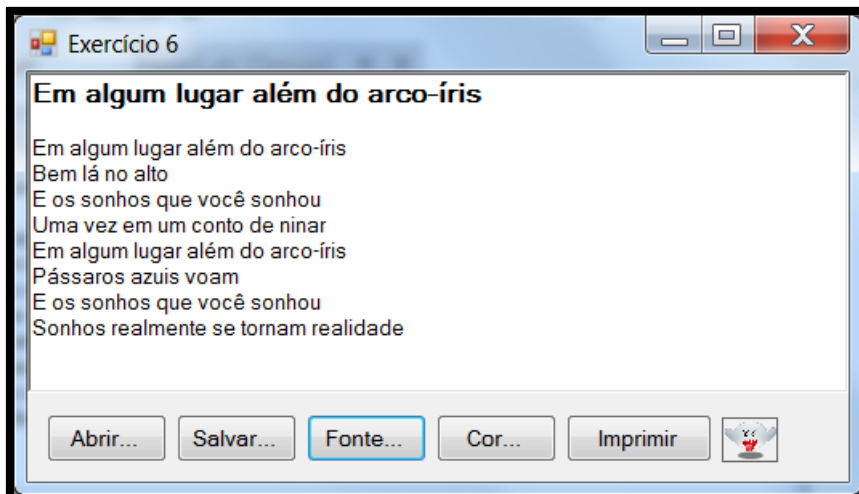 Exercício 6
Em algum lugar além do arco-íris
Em algum lugar além do arco-íris
Bem lá no alto
E os sonhos que você sonhou
Uma vez em um conto de ninar
Em algum lugar além do arco-íris
Pássaros azuis voam
E os sonhos que você sonhou
Sonhos realmente se tornam realidade
Abrir... Salvar... Fonte... Cor... Imprimir